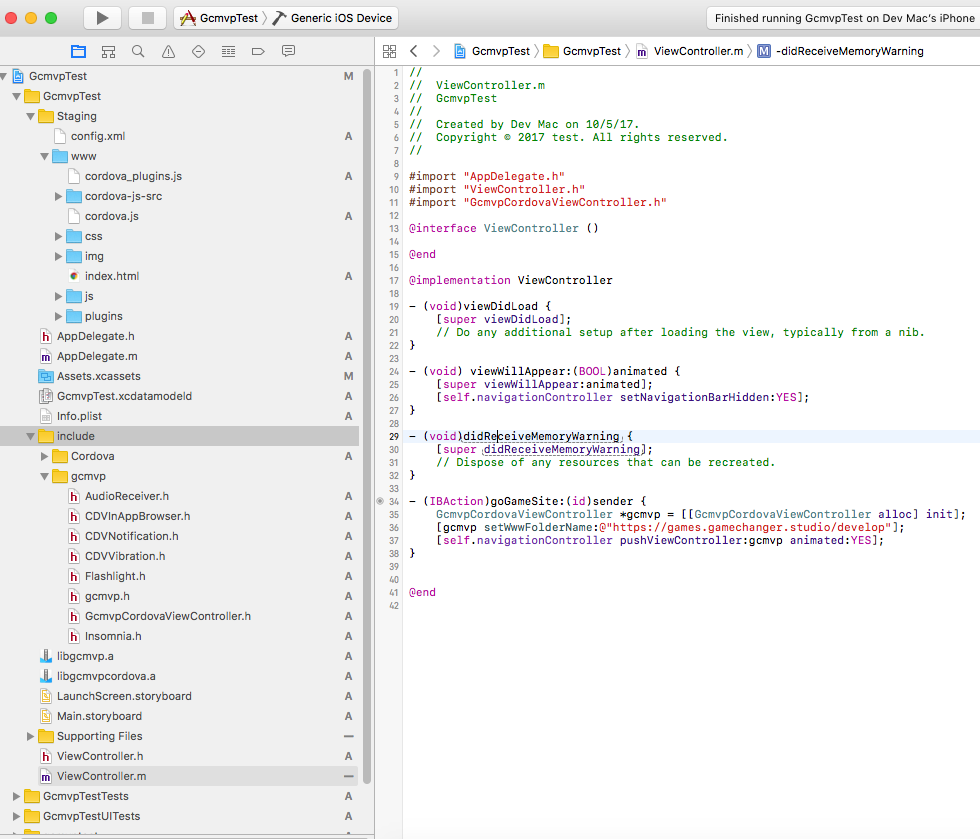 GcmvpTest
Generic iOS Device
Finished running GcmvpTest on Dev Mac's iPhone
GcmvpTest
GcmvpTest
ViewController.m
M
-didReceiveMemoryWarning
GcmvpTest M
GcmvpTest
Staging
config.xml A
www
cordova_plugins.js A
cordova-js-src
cordova.js A
css
img
index.html A
js
plugins
AppDelegate.h A
AppDelegate.m A
Assets.xcassets M
GcmvpTest.xcdatamodeld A
Info.plist A
include
Cordova A
gcmvp
AudioReceiver.h A
CDVInAppBrowser.h A
CDVNotification.h A
CDVVibration.h A
Flashlight.h A
gcmvp.h A
GcmvpCordovaViewController.h A
Insomnia.h A
libgcmvp.a A
libgcmvpcordova.a A
LaunchScreen.storyboard A
Main.storyboard A
Supporting Files —
ViewController.h A
ViewController.m —
GcmvpTestTests A
GcmvpTestUITests A
1 //
2 //  ViewController.m
3 //  GcmvpTest
4 //
5 //  Created by Dev Mac on 10/5/17.
6 //  Copyright © 2017 test. All rights reserved.
7 //
8
9 #import "AppDelegate.h"
10 #import "ViewController.h"
11 #import "GcmvpCordovaViewController.h"
12
13 @interface ViewController ()
14
15 @end
16
17 @implementation ViewController
18
19 - (void)viewDidLoad {
20     [super viewDidLoad];
21     // Do any additional setup after loading the view, typically from a nib.
22 }
23
24 - (void) viewWillAppear:(BOOL)animated {
25     [super viewWillAppear:animated];
26     [self.navigationController setNavigationBarHidden:YES];
27 }
28
29 - (void)didReceiveMemoryWarning {
30     [super didReceiveMemoryWarning];
31     // Dispose of any resources that can be recreated.
32 }
33
34 - (IBAction)goGameSite:(id)sender {
35     GcmvpCordovaViewController *gcmvp = [[GcmvpCordovaViewController alloc] init];
36     [gcmvp setWwwFolderName:@"https://games.gamechanger.studio/develop"];
37     [self.navigationController pushViewController:gcmvp animated:YES];
38 }
39
40
41 @end
42